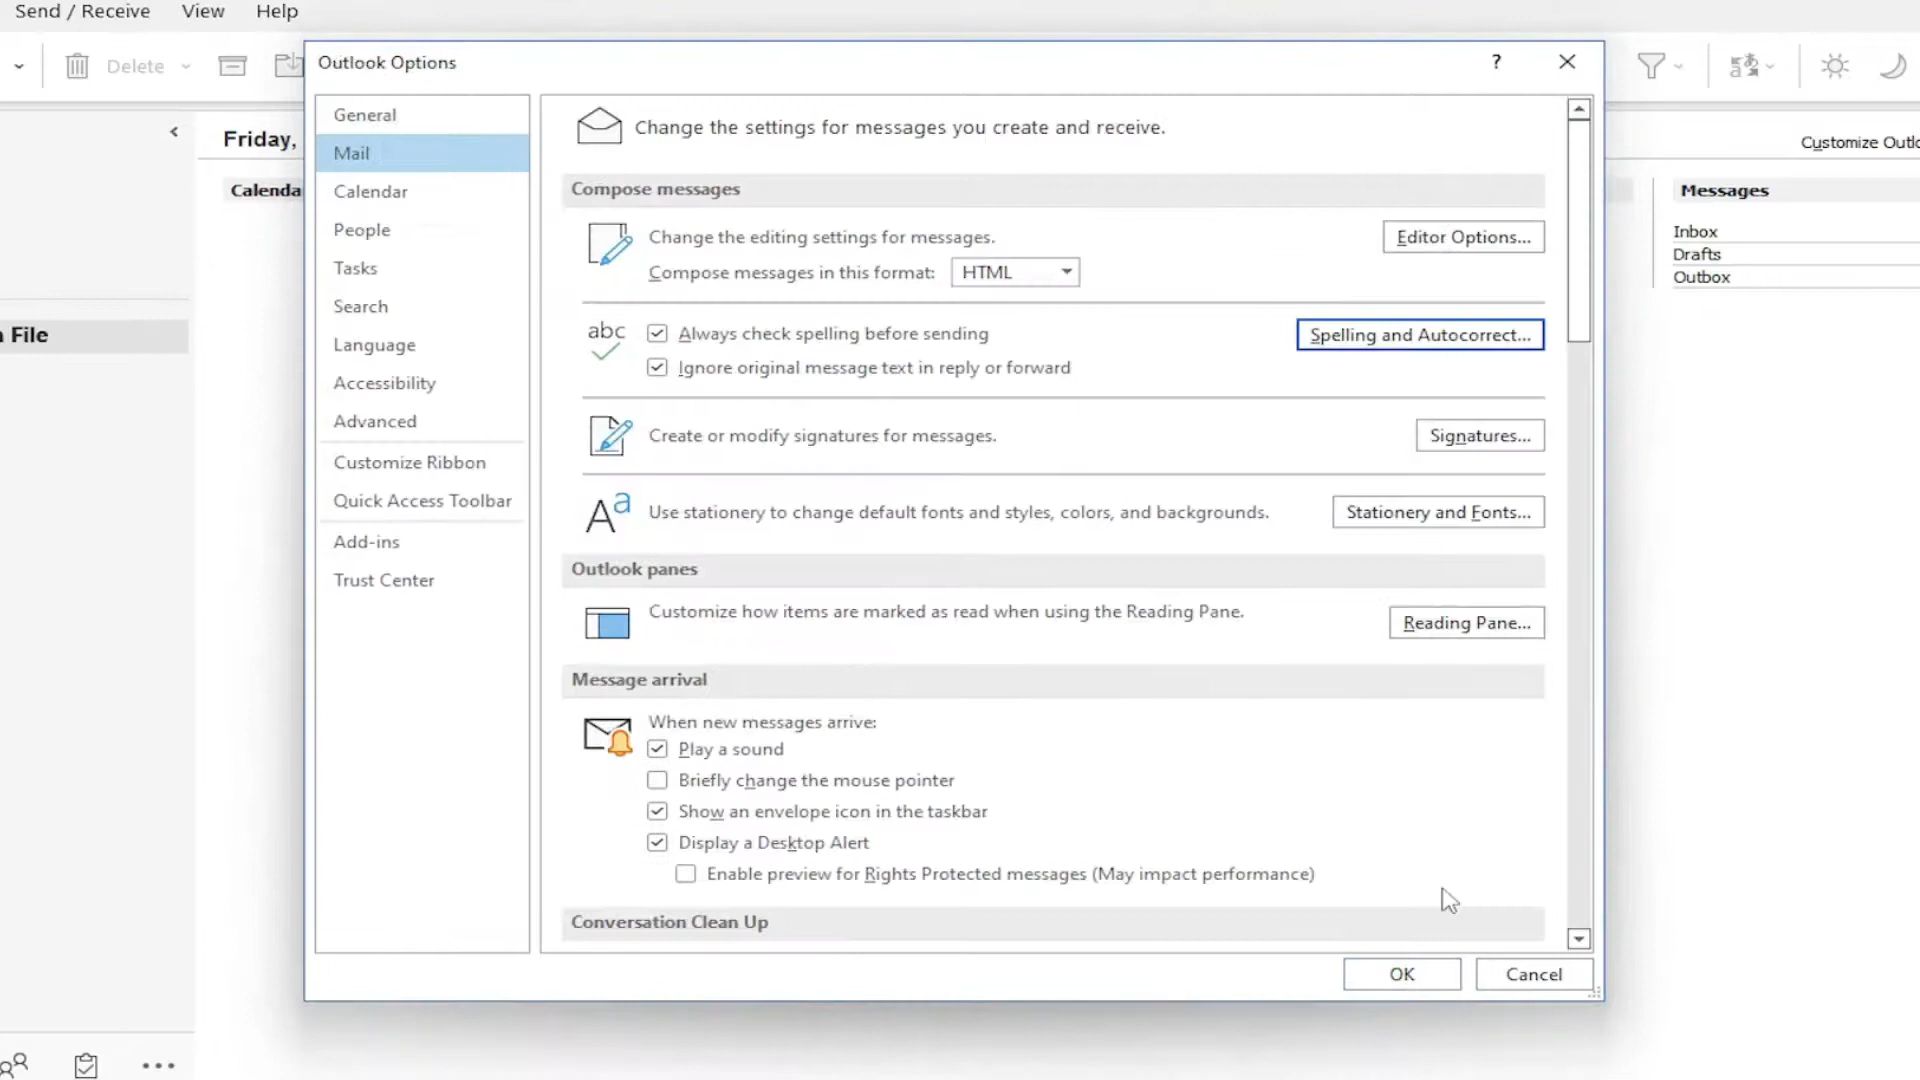 Send / Receive View Help
Delete
Outlook Options
?
General
Mail
Calendar
People
Tasks
Search
Language
Accessibility
Advanced
Customize Ribbon
Quick Access Toolbar
Add-ins
Trust Center
Change the settings for messages you create and receive.
Compose messages
Change the editing settings for messages.
Editor Options...
Compose messages in this format: HTML
abc
Always check spelling before sending
Spelling and Autocorrect...
Ignore original message text in reply or forward
Create or modify signatures for messages.
Signatures...
Aa
Use stationery to change default fonts and styles, colors, and backgrounds.
Stationery and Fonts...
Outlook panes
Customize how items are marked as read when using the Reading Pane.
Reading Pane...
Message arrival
When new messages arrive:
Play a sound
Briefly change the mouse pointer
Show an envelope icon in the taskbar
Display a Desktop Alert
Enable preview for Rights Protected messages (May impact performance)
Conversation Clean Up
OK
Cancel
Friday,
Calenda
File
Customize Outlo
Messages
Inbox
Drafts
Outbox